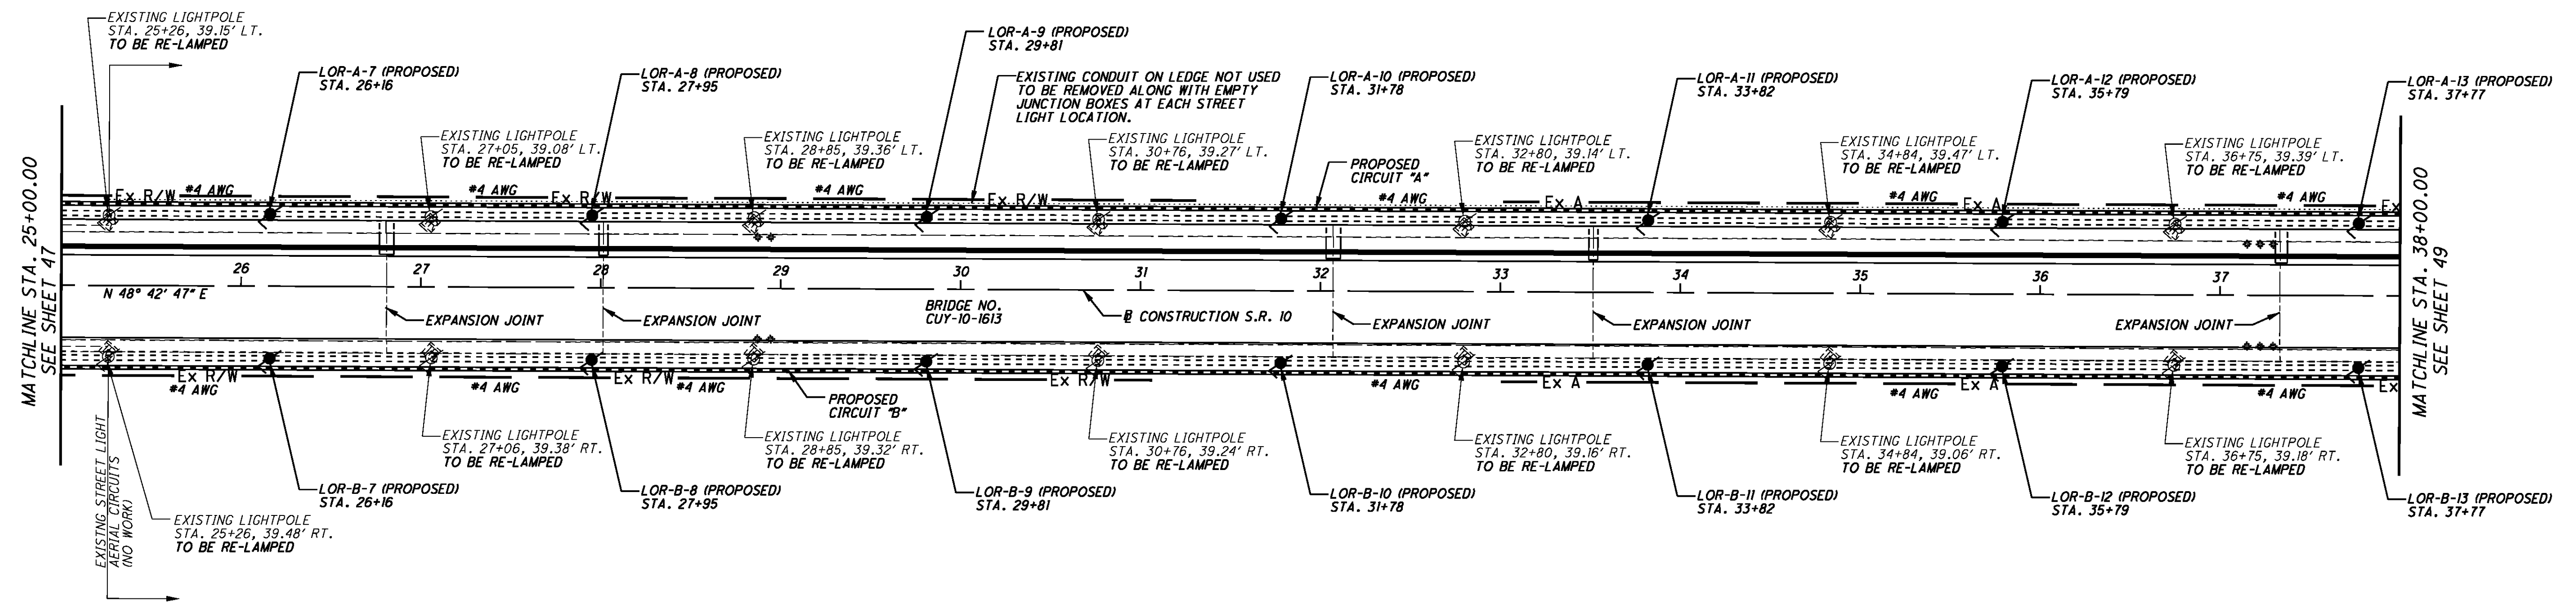 EXISTING LIGHTPOLE
STA. 25+26, 39.15' LT.
TO BE RE-LAMPED
LOR-A-7 (PROPOSED)
STA. 26+16
LOR-A-8 (PROPOSED)
STA. 27+95
LOR-A-9 (PROPOSED)
STA. 29+81
EXISTING CONDUIT ON LEDGE NOT USED
TO BE REMOVED ALONG WITH EMPTY
JUNCTION BOXES AT EACH STREET
LIGHT LOCATION.
LOR-A-10 (PROPOSED)
STA. 31+78
LOR-A-11 (PROPOSED)
STA. 33+82
LOR-A-12 (PROPOSED)
STA. 35+79
LOR-A-13 (PROPOSED)
STA. 37+77
EXISTING LIGHTPOLE
STA. 27+05, 39.08' LT.
TO BE RE-LAMPED
EXISTING LIGHTPOLE
STA. 28+85, 39.36' LT.
TO BE RE-LAMPED
EXISTING LIGHTPOLE
STA. 30+76, 39.27' LT.
TO BE RE-LAMPED
PROPOSED
CIRCUIT "A"
EXISTING LIGHTPOLE
STA. 32+80, 39.14' LT.
TO BE RE-LAMPED
EXISTING LIGHTPOLE
STA. 34+84, 39.47' LT.
TO BE RE-LAMPED
EXISTING LIGHTPOLE
STA. 36+75, 39.39' LT.
TO BE RE-LAMPED
MATCHLINE STA. 25+00.00
SEE SHEET 47
Ex R/W
#4 AWG
#4 AWG
Ex R/W
#4 AWG
Ex R/W
#4 AWG
Ex A
#4 AWG
Ex A
#4 AWG
Ex
26
27
28
29
30
31
32
33
34
35
36
37
N 48° 42' 47" E
EXPANSION JOINT
EXPANSION JOINT
BRIDGE NO.
CUY-10-1613
℄ CONSTRUCTION S.R. 10
EXPANSION JOINT
EXPANSION JOINT
EXPANSION JOINT
MATCHLINE STA. 38+00.00
SEE SHEET 49
Ex R/W
#4 AWG
#4 AWG
Ex R/W
#4 AWG
Ex R/W
#4 AWG
Ex A
#4 AWG
Ex A
#4 AWG
Ex
PROPOSED
CIRCUIT "B"
EXISTING STREET LIGHT
AERIAL CIRCUITS
(NO WORK)
EXISTING LIGHTPOLE
STA. 27+06, 39.38' RT.
TO BE RE-LAMPED
EXISTING LIGHTPOLE
STA. 28+85, 39.32' RT.
TO BE RE-LAMPED
EXISTING LIGHTPOLE
STA. 30+76, 39.24' RT.
TO BE RE-LAMPED
EXISTING LIGHTPOLE
STA. 32+80, 39.16' RT.
TO BE RE-LAMPED
EXISTING LIGHTPOLE
STA. 34+84, 39.06' RT.
TO BE RE-LAMPED
EXISTING LIGHTPOLE
STA. 36+75, 39.18' RT.
TO BE RE-LAMPED
LOR-B-7 (PROPOSED)
STA. 26+16
LOR-B-8 (PROPOSED)
STA. 27+95
LOR-B-9 (PROPOSED)
STA. 29+81
LOR-B-10 (PROPOSED)
STA. 31+78
LOR-B-11 (PROPOSED)
STA. 33+82
LOR-B-12 (PROPOSED)
STA. 35+79
LOR-B-13 (PROPOSED)
STA. 37+77
EXISTING LIGHTPOLE
STA. 25+26, 39.48' RT.
TO BE RE-LAMPED